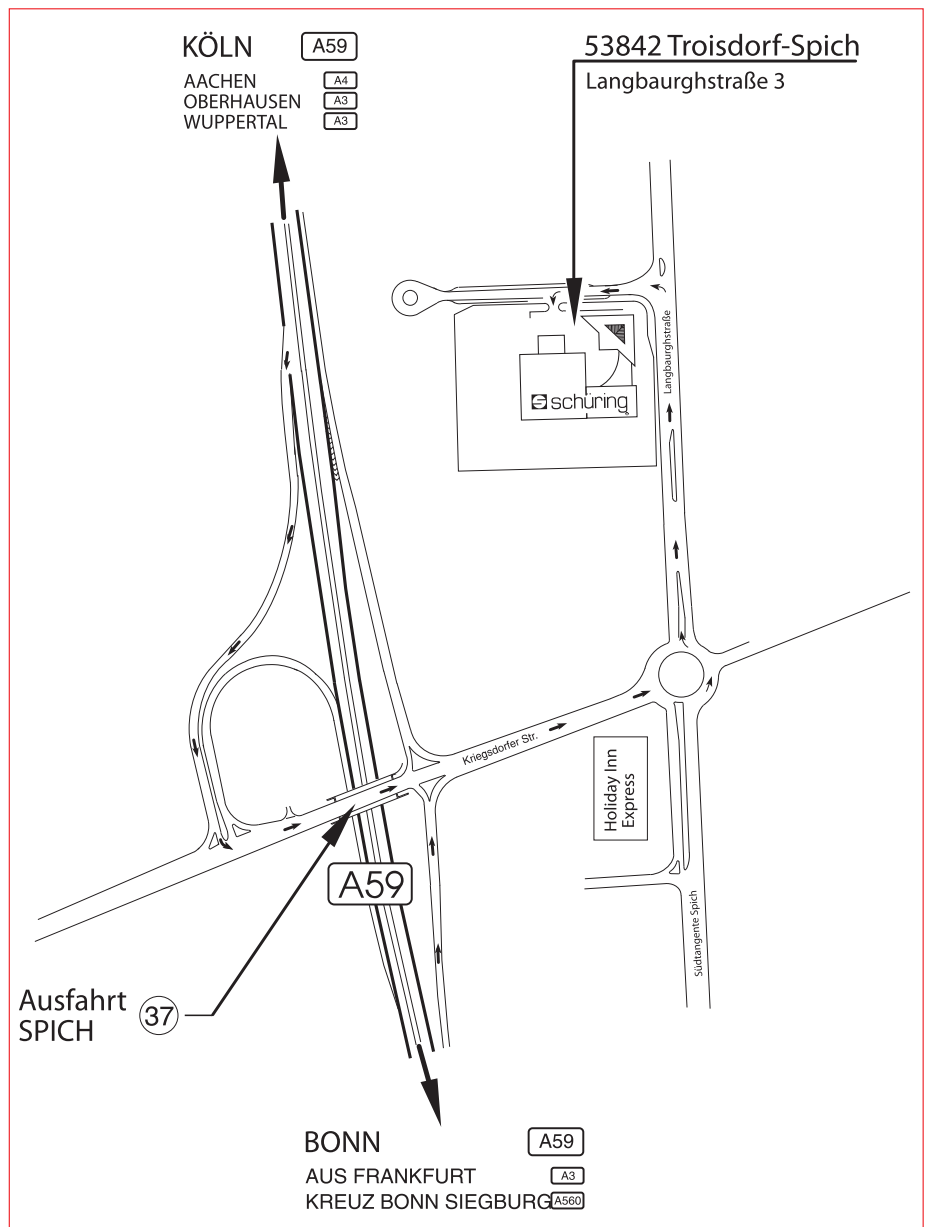 KÖLN A59
AACHEN A4
OBERHAUSEN A3
WUPPERTAL A3
53842 Troisdorf-Spich
Langbaurghstraße 3
Langbaurghstraße
schüring
Kriegsdorfer Str.
Holiday Inn
Express
A59
Südtangente Spich
Ausfahrt
SPICH
37
BONN A59
AUS FRANKFURT A3
KREUZ BONN SIEGBURG A560